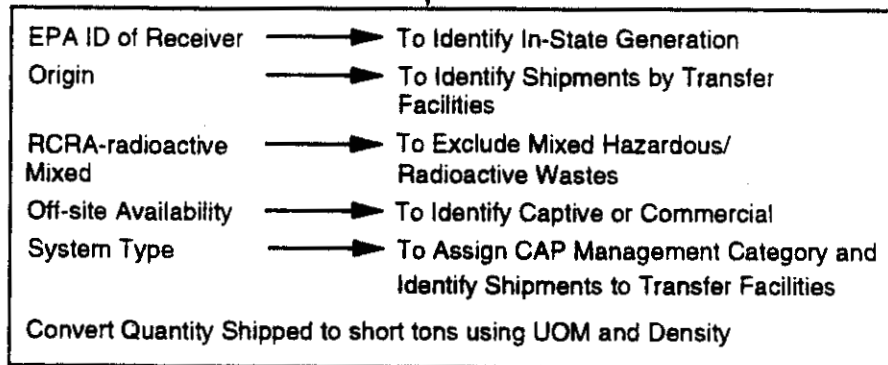 EPA ID of Receiver To Identify In-State Generation
Origin To Identify Shipments by Transfer
Facilities
RCRA-radioactive To Exclude Mixed Hazardous/
Mixed Radioactive Wastes
Off-site Availability To Identify Captive or Commercial
System Type To Assign CAP Management Category and
Identify Shipments to Transfer Facilities
Convert Quantity Shipped to short tons using UOM and Density